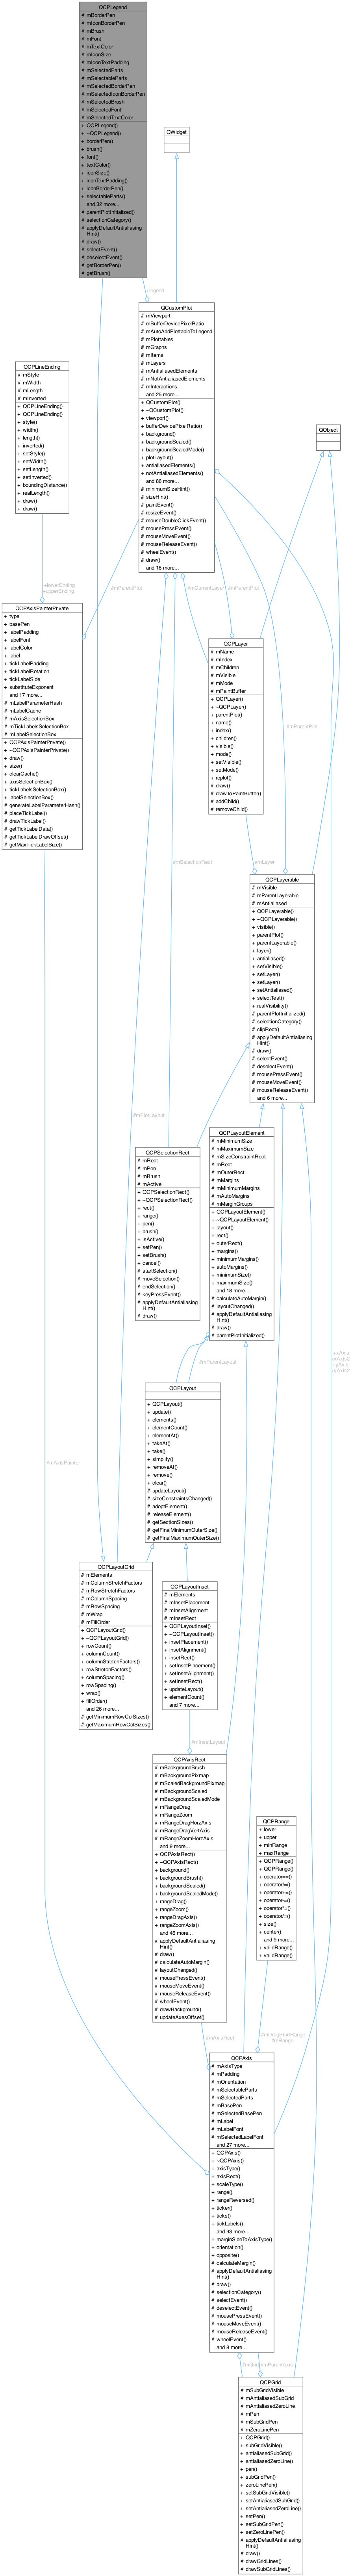 QCPLegend
# mBorderPen
# mIconBorderPen
# mBrush
# mFont
# mTextColor
# mIconSize
# mIconTextPadding
# mSelectedParts
# mSelectableParts
# mSelectedBorderPen
# mSelectedIconBorderPen
# mSelectedBrush
# mSelectedFont
# mSelectedTextColor
+ QCPLegend()
+ ~QCPLegend()
+ borderPen()
+ brush()
+ font()
+ textColor()
+ iconSize()
+ iconTextPadding()
+ iconBorderPen()
+ selectableParts()
and 32 more...
# parentPlotInitialized()
# selectionCategory()
# applyDefaultAntialiasing
Hint()
# draw()
# selectEvent()
# deselectEvent()
# getBorderPen()
# getBrush()
QWidget
+legend
QCustomPlot
# mViewport
# mBufferDevicePixelRatio
# mAutoAddPlottableToLegend
# mPlottables
# mGraphs
# mItems
# mLayers
# mAntialiasedElements
# mNotAntialiasedElements
# mInteractions
and 25 more...
+ QCustomPlot()
+ ~QCustomPlot()
+ viewport()
+ bufferDevicePixelRatio()
+ background()
+ backgroundScaled()
+ backgroundScaledMode()
+ plotLayout()
+ antialiasedElements()
+ notAntialiasedElements()
and 86 more...
# minimumSizeHint()
# sizeHint()
# paintEvent()
# resizeEvent()
# mouseDoubleClickEvent()
# mousePressEvent()
# mouseMoveEvent()
# mouseReleaseEvent()
# wheelEvent()
# draw()
and 18 more...
QCPLineEnding
# mStyle
# mWidth
# mLength
# mInverted
+ QCPLineEnding()
+ QCPLineEnding()
+ style()
+ width()
+ length()
+ inverted()
+ setStyle()
+ setWidth()
+ setLength()
+ setInverted()
+ boundingDistance()
+ realLength()
+ draw()
+ draw()
QObject
+lowerEnding
+upperEnding
#mParentPlot
#mCurrentLayer
#mParentPlot
QCPAxisPainterPrivate
+ type
+ basePen
+ labelPadding
+ labelFont
+ labelColor
+ label
+ tickLabelPadding
+ tickLabelRotation
+ tickLabelSide
+ substituteExponent
and 17 more...
# mLabelParameterHash
# mLabelCache
# mAxisSelectionBox
# mTickLabelsSelectionBox
# mLabelSelectionBox
+ QCPAxisPainterPrivate()
+ ~QCPAxisPainterPrivate()
+ draw()
+ size()
+ clearCache()
+ axisSelectionBox()
+ tickLabelsSelectionBox()
+ labelSelectionBox()
# generateLabelParameterHash()
# placeTickLabel()
# drawTickLabel()
# getTickLabelData()
# getTickLabelDrawOffset()
# getMaxTickLabelSize()
QCPLayer
# mName
# mIndex
# mChildren
# mVisible
# mMode
# mPaintBuffer
+ QCPLayer()
+ ~QCPLayer()
+ parentPlot()
+ name()
+ index()
+ children()
+ visible()
+ mode()
+ setVisible()
+ setMode()
+ replot()
# draw()
# drawToPaintBuffer()
# addChild()
# removeChild()
#mParentPlot
#mSelectionRect
#mLayer
QCPLayerable
# mVisible
# mParentLayerable
# mAntialiased
+ QCPLayerable()
+ ~QCPLayerable()
+ visible()
+ parentPlot()
+ parentLayerable()
+ layer()
+ antialiased()
+ setVisible()
+ setLayer()
+ setLayer()
+ setAntialiased()
+ selectTest()
+ realVisibility()
# parentPlotInitialized()
# selectionCategory()
# clipRect()
# applyDefaultAntialiasing
Hint()
# draw()
# selectEvent()
# deselectEvent()
# mousePressEvent()
# mouseMoveEvent()
# mouseReleaseEvent()
and 6 more...
#mPlotLayout
QCPSelectionRect
# mRect
# mPen
# mBrush
# mActive
+ QCPSelectionRect()
+ ~QCPSelectionRect()
+ rect()
+ range()
+ pen()
+ brush()
+ isActive()
+ setPen()
+ setBrush()
+ cancel()
# startSelection()
# moveSelection()
# endSelection()
# keyPressEvent()
# applyDefaultAntialiasing
Hint()
# draw()
QCPLayoutElement
# mMinimumSize
# mMaximumSize
# mSizeConstraintRect
# mRect
# mOuterRect
# mMargins
# mMinimumMargins
# mAutoMargins
# mMarginGroups
+ QCPLayoutElement()
+ ~QCPLayoutElement()
+ layout()
+ rect()
+ outerRect()
+ margins()
+ minimumMargins()
+ autoMargins()
+ minimumSize()
+ maximumSize()
and 18 more...
# calculateAutoMargin()
# layoutChanged()
# applyDefaultAntialiasing
Hint()
# draw()
# parentPlotInitialized()
#mParentLayout
+xAxis
+xAxis2
+yAxis
+yAxis2
QCPLayout
+ QCPLayout()
+ update()
+ elements()
+ elementCount()
+ elementAt()
+ takeAt()
+ take()
+ simplify()
+ removeAt()
+ remove()
+ clear()
# updateLayout()
# sizeConstraintsChanged()
# adoptElement()
# releaseElement()
# getSectionSizes()
# getFinalMinimumOuterSize()
# getFinalMaximumOuterSize()
#mAxisPainter
QCPLayoutGrid
# mElements
# mColumnStretchFactors
# mRowStretchFactors
# mColumnSpacing
# mRowSpacing
# mWrap
# mFillOrder
+ QCPLayoutGrid()
+ ~QCPLayoutGrid()
+ rowCount()
+ columnCount()
+ columnStretchFactors()
+ rowStretchFactors()
+ columnSpacing()
+ rowSpacing()
+ wrap()
+ fillOrder()
and 26 more...
# getMinimumRowColSizes()
# getMaximumRowColSizes()
QCPLayoutInset
# mElements
# mInsetPlacement
# mInsetAlignment
# mInsetRect
+ QCPLayoutInset()
+ ~QCPLayoutInset()
+ insetPlacement()
+ insetAlignment()
+ insetRect()
+ setInsetPlacement()
+ setInsetAlignment()
+ setInsetRect()
+ updateLayout()
+ elementCount()
and 7 more...
#mInsetLayout
QCPAxisRect
# mBackgroundBrush
# mBackgroundPixmap
# mScaledBackgroundPixmap
# mBackgroundScaled
# mBackgroundScaledMode
# mRangeDrag
# mRangeZoom
# mRangeDragHorzAxis
# mRangeDragVertAxis
# mRangeZoomHorzAxis
and 9 more...
+ QCPAxisRect()
+ ~QCPAxisRect()
+ background()
+ backgroundBrush()
+ backgroundScaled()
+ backgroundScaledMode()
+ rangeDrag()
+ rangeZoom()
+ rangeDragAxis()
+ rangeZoomAxis()
and 46 more...
# applyDefaultAntialiasing
Hint()
# draw()
# calculateAutoMargin()
# layoutChanged()
# mousePressEvent()
# mouseMoveEvent()
# mouseReleaseEvent()
# wheelEvent()
# drawBackground()
# updateAxesOffset()
QCPRange
+ lower
+ upper
+ minRange
+ maxRange
+ QCPRange()
+ QCPRange()
+ operator==()
+ operator!=()
+ operator+=()
+ operator-=()
+ operator*=()
+ operator/=()
+ size()
+ center()
and 9 more...
+ validRange()
+ validRange()
#mAxisRect
#mDragStartRange
#mRange
QCPAxis
# mAxisType
# mPadding
# mOrientation
# mSelectableParts
# mSelectedParts
# mBasePen
# mSelectedBasePen
# mLabel
# mLabelFont
# mSelectedLabelFont
and 27 more...
+ QCPAxis()
+ ~QCPAxis()
+ axisType()
+ axisRect()
+ scaleType()
+ range()
+ rangeReversed()
+ ticker()
+ ticks()
+ tickLabels()
and 93 more...
+ marginSideToAxisType()
+ orientation()
+ opposite()
# calculateMargin()
# applyDefaultAntialiasing
Hint()
# draw()
# selectionCategory()
# selectEvent()
# deselectEvent()
# mousePressEvent()
# mouseMoveEvent()
# mouseReleaseEvent()
# wheelEvent()
and 8 more...
#mGrid
#mParentAxis
QCPGrid
# mSubGridVisible
# mAntialiasedSubGrid
# mAntialiasedZeroLine
# mPen
# mSubGridPen
# mZeroLinePen
+ QCPGrid()
+ subGridVisible()
+ antialiasedSubGrid()
+ antialiasedZeroLine()
+ pen()
+ subGridPen()
+ zeroLinePen()
+ setSubGridVisible()
+ setAntialiasedSubGrid()
+ setAntialiasedZeroLine()
+ setPen()
+ setSubGridPen()
+ setZeroLinePen()
# applyDefaultAntialiasing
Hint()
# draw()
# drawGridLines()
# drawSubGridLines()